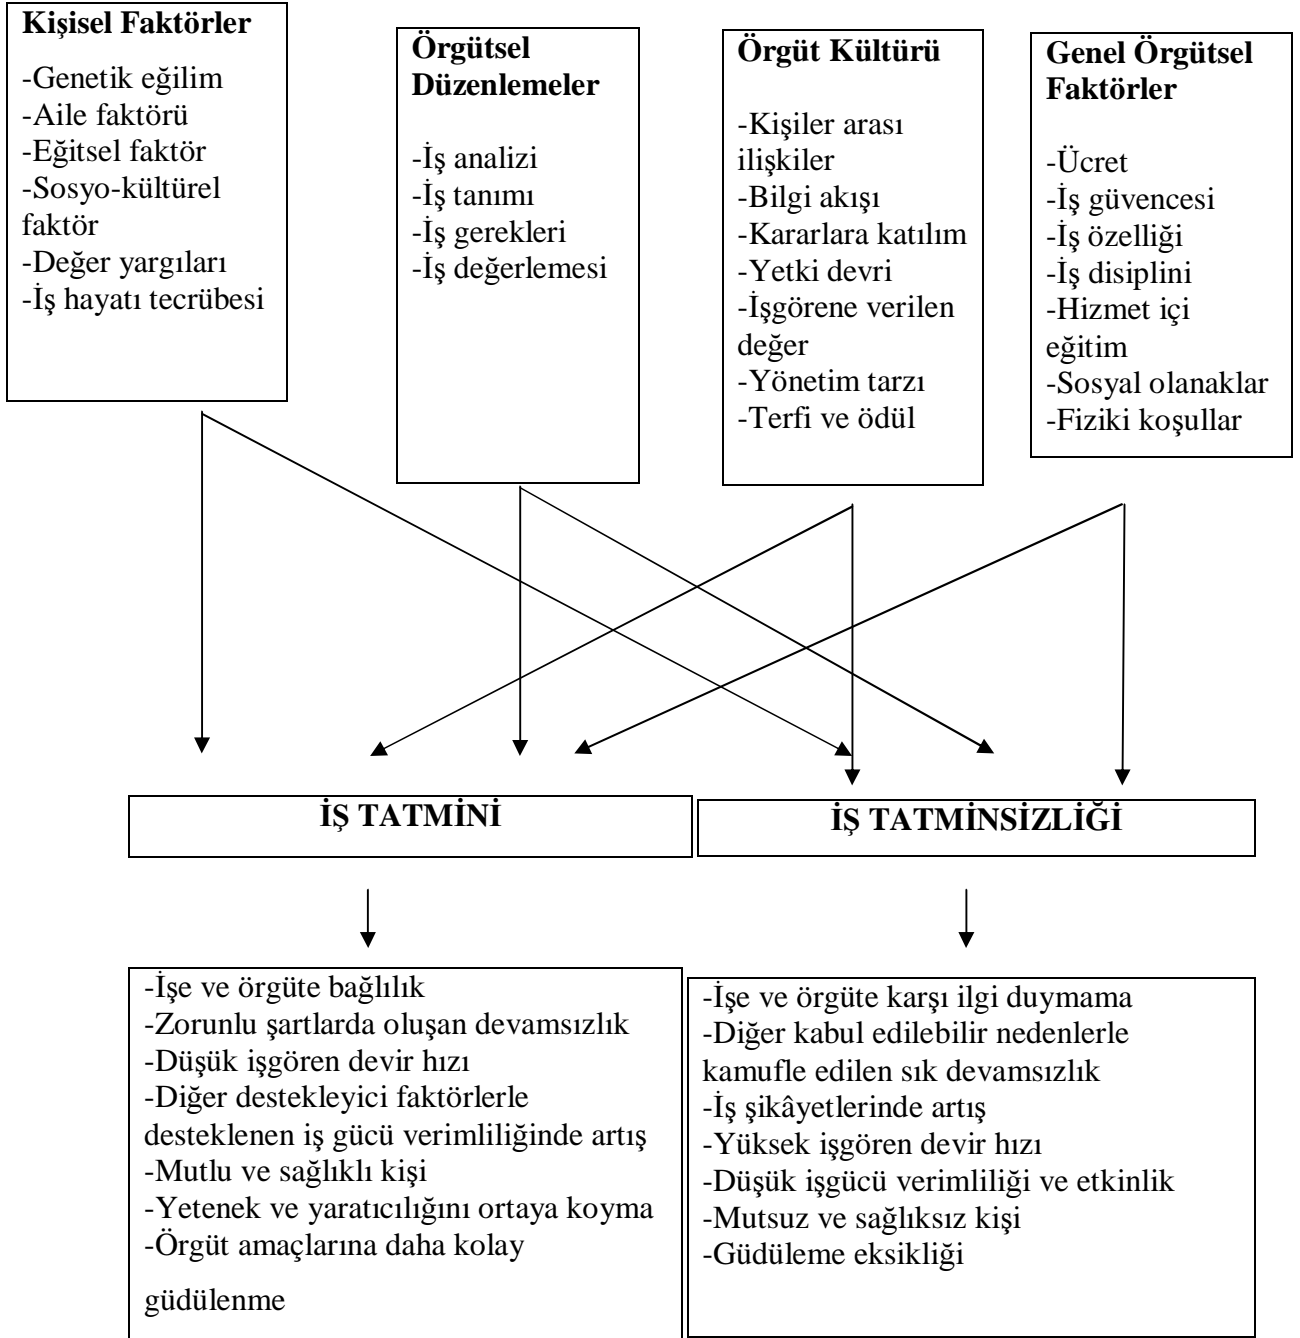 Kişisel Faktörler
-Genetik eğilim
-Aile faktörü
-Eğitsel faktör
-Sosyo-kültürel
faktör
-Değer yargıları
-İş hayatı tecrübesi
Örgütsel
Düzenlemeler
-İş analizi
-İş tanımı
-İş gerekleri
-İş değerlemesi
Örgüt Kültürü
-Kişiler arası
ilişkiler
-Bilgi akışı
-Kararlara katılım
-Yetki devri
-İşgörene verilen
değer
-Yönetim tarzı
-Terfi ve ödül
Genel Örgütsel
Faktörler
-Ücret
-İş güvencesi
-İş özelliği
-İş disiplini
-Hizmet içi
eğitim
-Sosyal olanaklar
-Fiziki koşullar
İŞ TATMİNİ
İŞ TATMİNSİZLİĞİ
-İşe ve örgüte bağlılık
-Zorunlu şartlarda oluşan devamsızlık
-Düşük işgören devir hızı
-Diğer destekleyici faktörlerle
desteklenen iş gücü verimliliğinde artış
-Mutlu ve sağlıklı kişi
-Yetenek ve yaratıcılığını ortaya koyma
-Örgüt amaçlarına daha kolay
güdülenme
-İşe ve örgüte karşı ilgi duymama
-Diğer kabul edilebilir nedenlerle
kamufle edilen sık devamsızlık
-İş şikâyetlerinde artış
-Yüksek işgören devir hızı
-Düşük işgücü verimliliği ve etkinlik
-Mutsuz ve sağlıksız kişi
-Güdüleme eksikliği